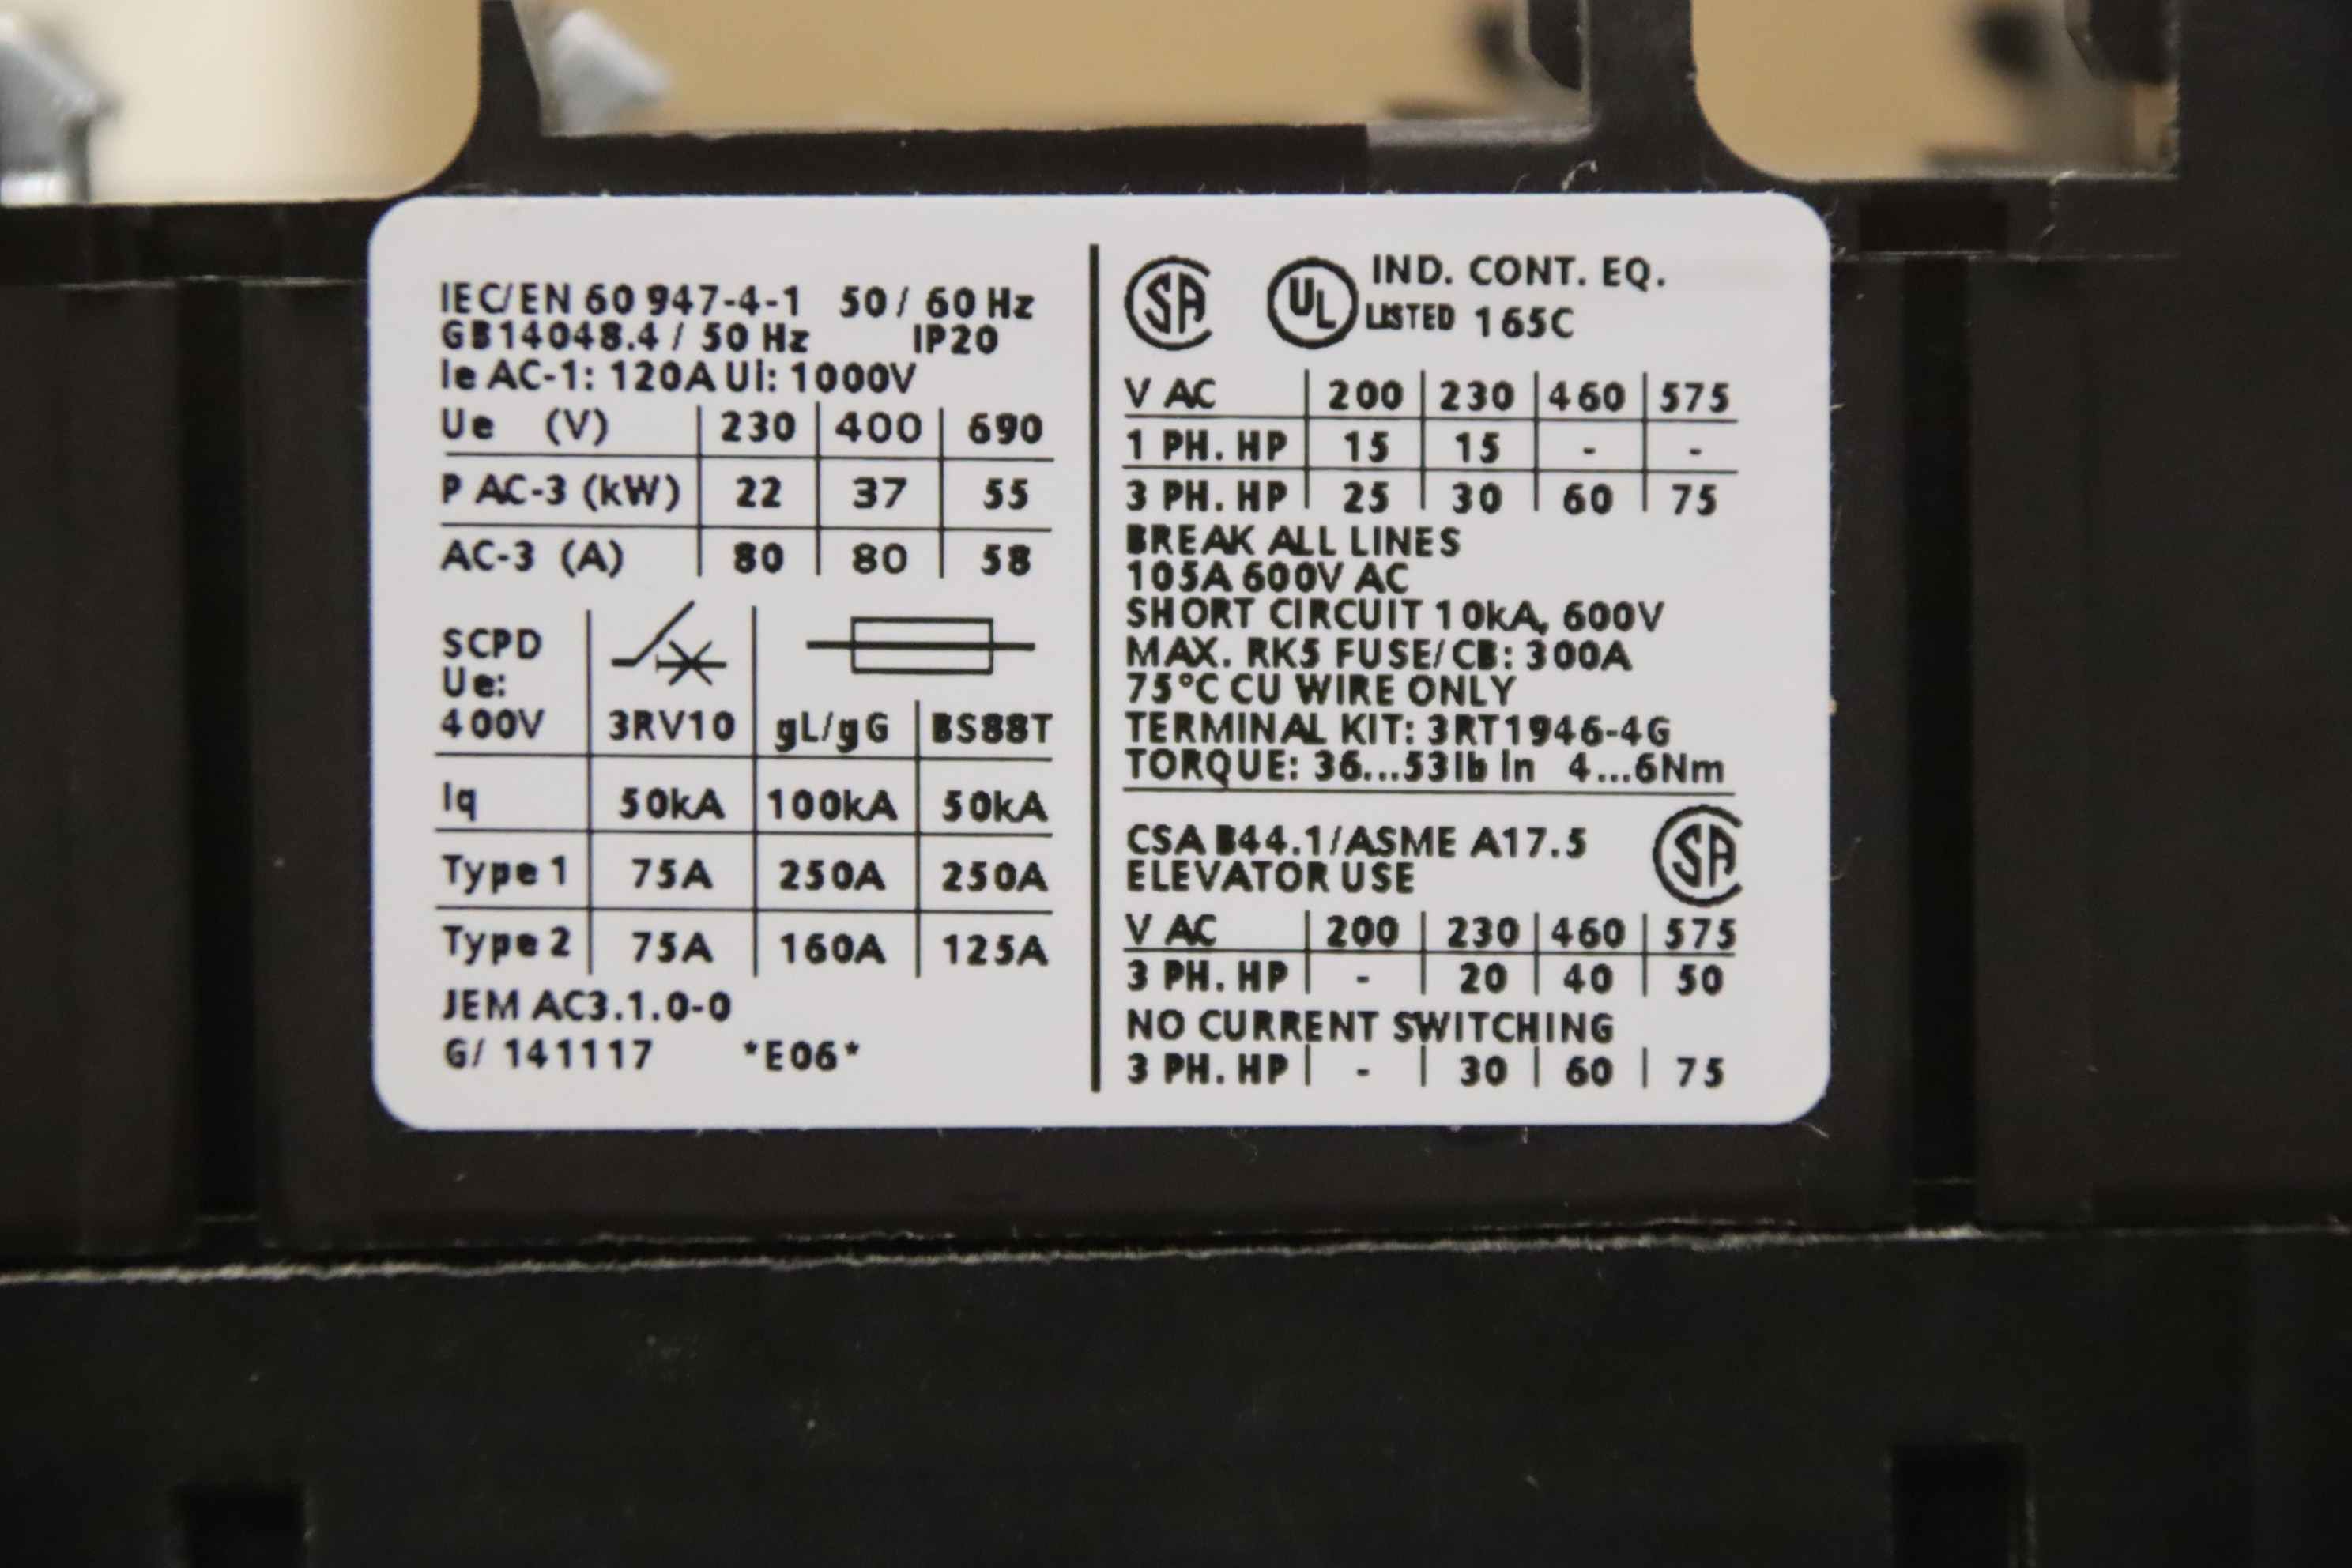 IEC/EN 60 947-4-1 50 / 60 Hz
GB14048.4 / 50 Hz IP20
Ie AC-1: 120A Ui: 1000V
Ue (V) 230 400 690
P AC-3 (kW) 22 37 55
AC-3 (A) 80 80 58
SCPD
Ue:
400V 3RV10 gL/gG BS88T
Iq 50kA 100kA 50kA
Type 1 75A 250A 250A
Type 2 75A 160A 125A
JEM AC3.1.0-0
G/ 141117 *E06*
SA UL IND. CONT. EQ.
LISTED 165C
V AC 200 230 460 575
1 PH. HP 15 15 - -
3 PH. HP 25 30 60 75
BREAK ALL LINES
105A 600V AC
SHORT CIRCUIT 10kA, 600V
MAX. RK5 FUSE/CB: 300A
75°C CU WIRE ONLY
TERMINAL KIT: 3RT1946-4G
TORQUE: 36...53lb in 4...6Nm
CSA B44.1/ASME A17.5 SA
ELEVATOR USE
V AC 200 230 460 575
3 PH. HP - 20 40 50
NO CURRENT SWITCHING
3 PH. HP - 30 60 75